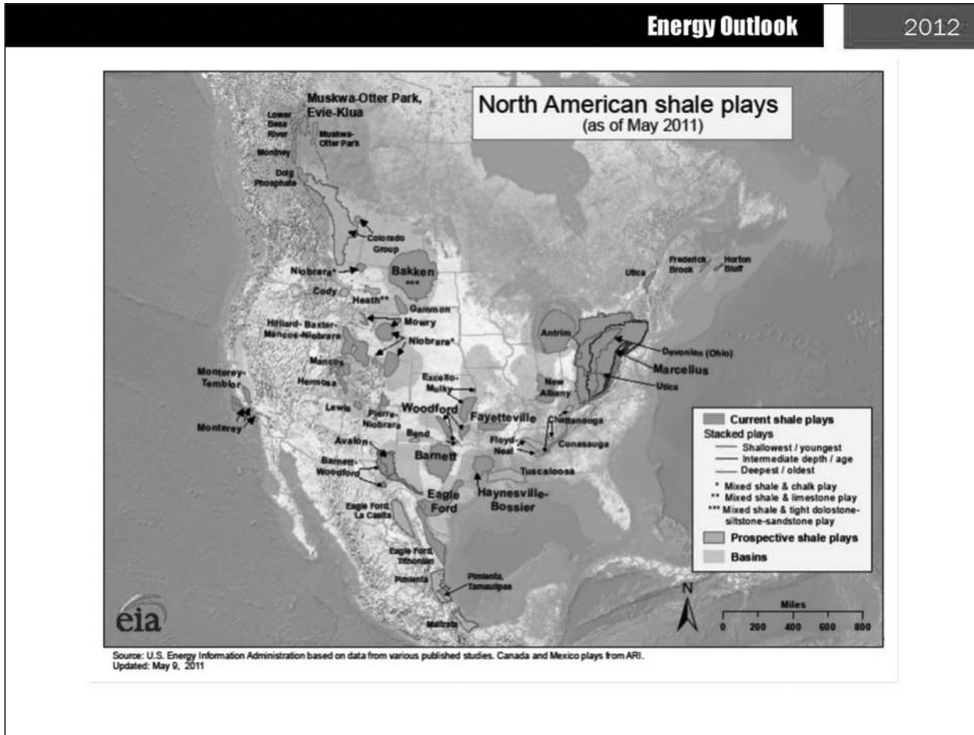 Energy Outlook
2012
North American shale plays
(as of May 2011)
Muskwa-Otter Park,
Evie-Klua
Lower
Besa
River
Muskwa-
Otter Park
Montney
Doig
Phosphate
Colorado
Group
Niobrara*
Bakken
***
Cody
Heath**
Gammon
Mowry
Hilliard- Baxter-
Mancos-Niobrara
Niobrara*
Mancos
Hermosa
Monterey-
Temblor
Monterey
Lewis
Pierre-
Niobrara
Excello-
Mulky
Woodford
Fayetteville
Bend
Avalon
Barnett
Barnett-
Woodford
Eagle
Ford
Haynesville-
Bossier
Floyd-
Neal
Tuscaloosa
Chattanooga
Conasauga
New
Albany
Antrim
Devonian (Ohio)
Marcellus
Utica
Utica
Frederick
Brook
Horton
Bluff
Eagle Ford,
La Casita
Eagle Ford,
Tithonian
Pimienta
Pimienta,
Tamaulipas
Maltrata
Current shale plays
Stacked plays
Shallowest / youngest
Intermediate depth / age
Deepest / oldest
* Mixed shale & chalk play
** Mixed shale & limestone play
*** Mixed shale & tight dolostone-
siltstone-sandstone play
Prospective shale plays
Basins
N
Miles
0 200 400 600 800
eia
Source: U.S. Energy Information Administration based on data from various published studies. Canada and Mexico plays from ARI.
Updated: May 9, 2011